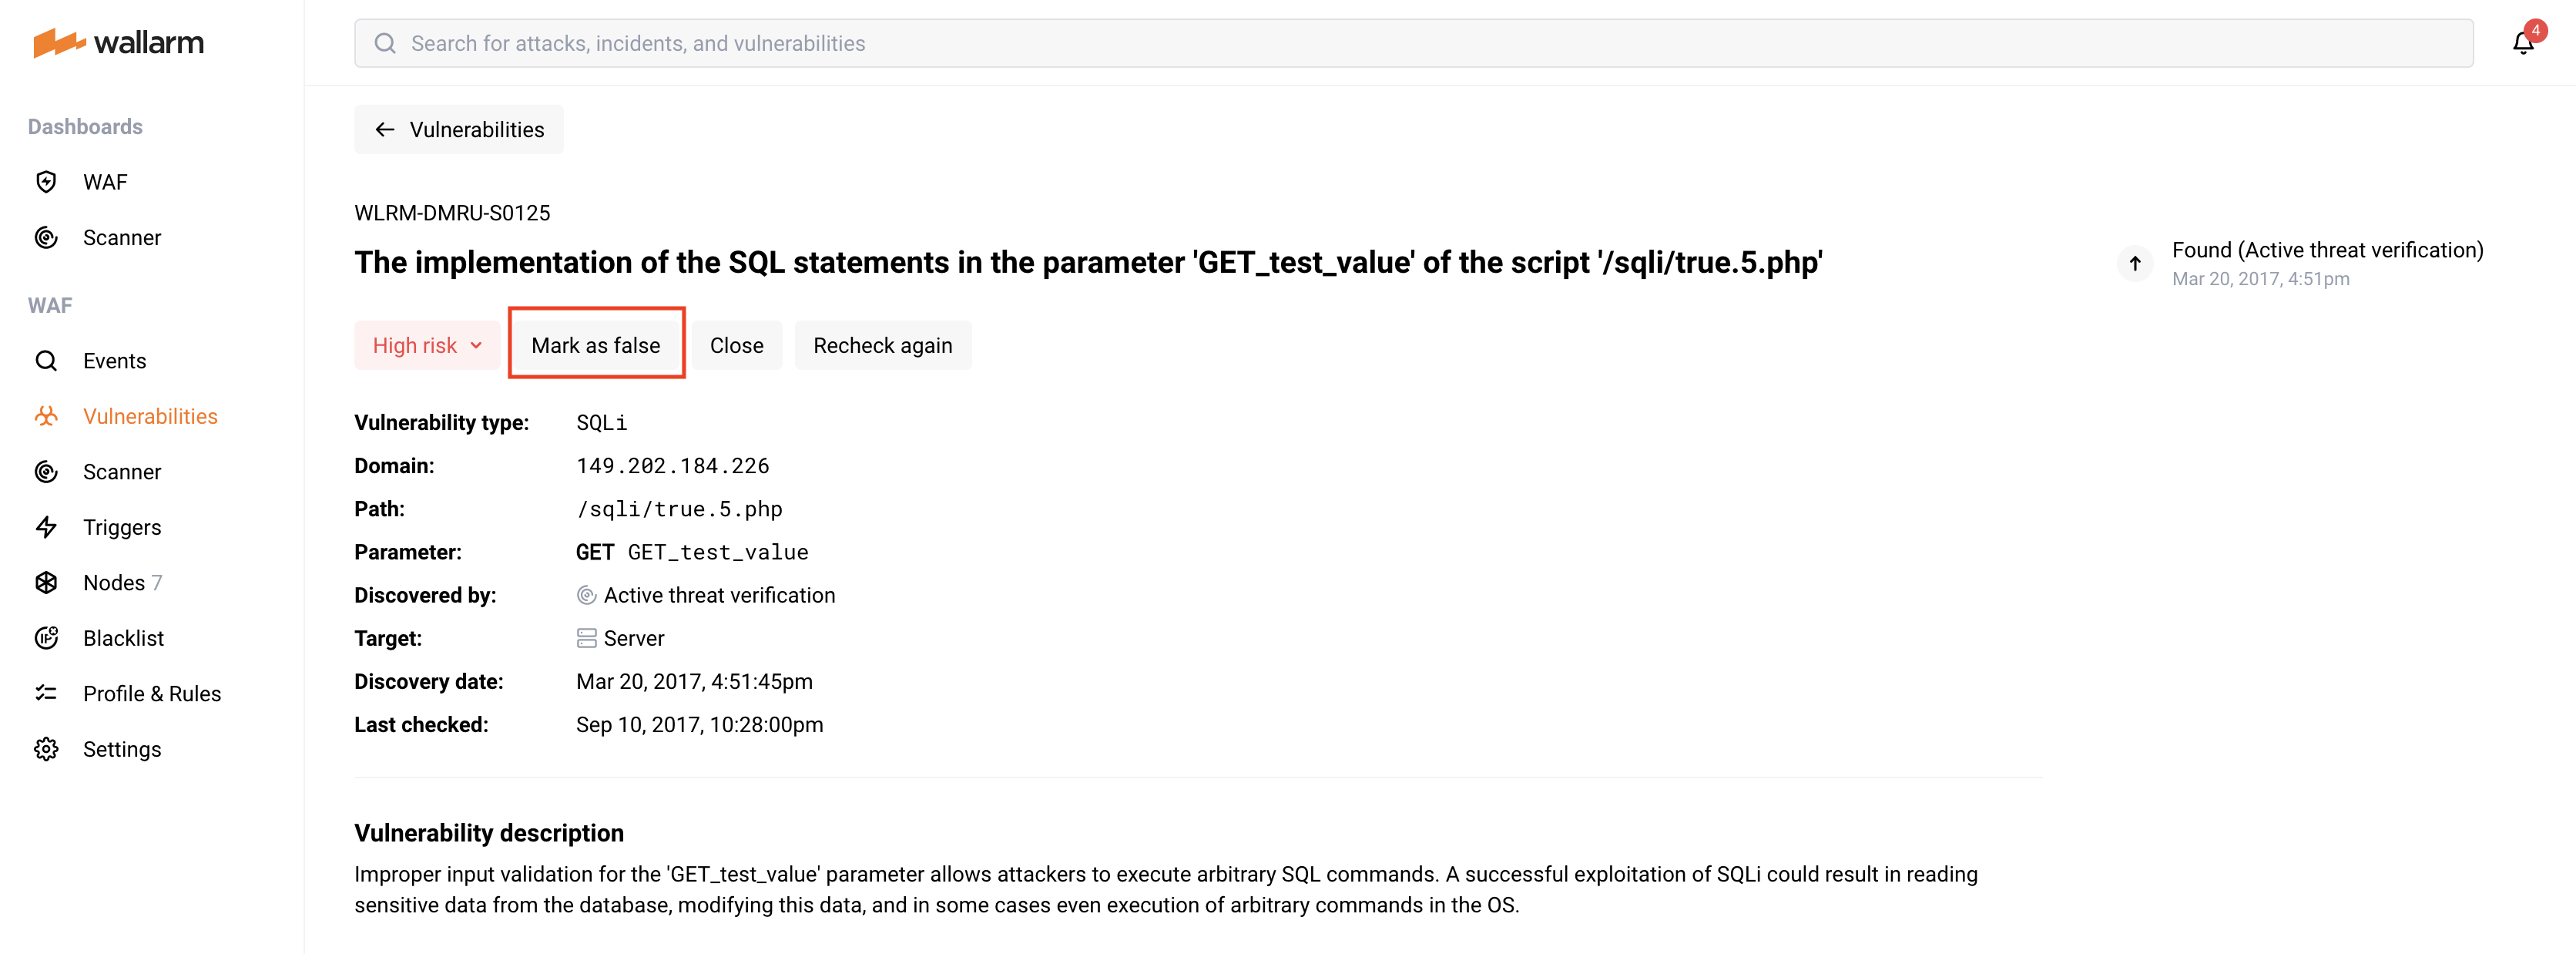 wallarm
Search for attacks, incidents, and vulnerabilities
4
Dashboards
WAF
Scanner
WAF
Events
Vulnerabilities
Scanner
Triggers
Nodes 7
Blacklist
Profile & Rules
Settings
Vulnerabilities
WLRM-DMRU-S0125
The implementation of the SQL statements in the parameter 'GET_test_value' of the script '/sqli/true.5.php'
Found (Active threat verification)
Mar 20, 2017, 4:51pm
High risk Mark as false Close Recheck again
Vulnerability type: SQLi
Domain: 149.202.184.226
Path: /sqli/true.5.php
Parameter: GET GET_test_value
Discovered by: Active threat verification
Target: Server
Discovery date: Mar 20, 2017, 4:51:45pm
Last checked: Sep 10, 2017, 10:28:00pm
Vulnerability description
Improper input validation for the 'GET_test_value' parameter allows attackers to execute arbitrary SQL commands. A successful exploitation of SQLi could result in reading
sensitive data from the database, modifying this data, and in some cases even execution of arbitrary commands in the OS.